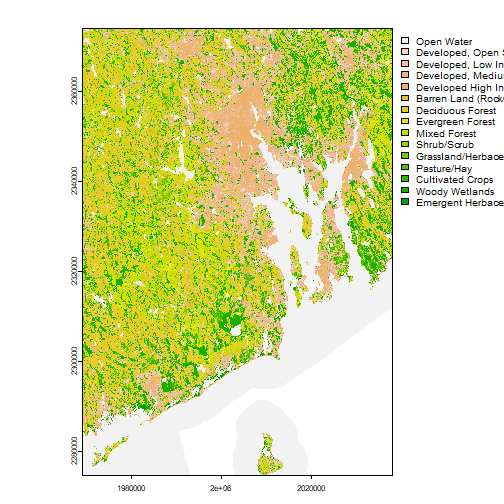 Open Water
Developed, Open S
Developed, Low In
Developed, Mediu
Developed High In
Barren Land (Rock/
Deciduous Forest
Evergreen Forest
Mixed Forest
Shrub/Scrub
Grassland/Herbace
Pasture/Hay
Cultivated Crops
Woody Wetlands
Emergent Herbace
2360000
2340000
2320000
2300000
2280000
1980000
2e+06
2020000